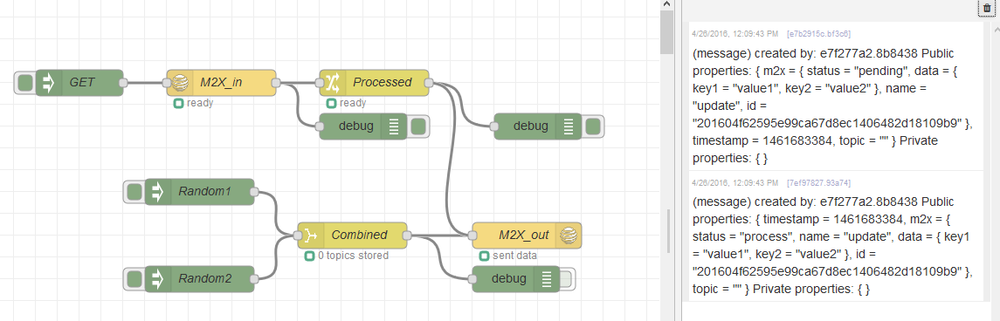 GET
M2X_in
Processed
ready
ready
debug
debug
Random1
Combined
M2X_out
0 topics stored
sent data
Random2
debug
4/26/2016, 12:09:43 PM [e7b2915c.bf3c6]
(message) created by: e7f277a2.8b8438 Public
properties: { m2x = { status = "pending", data = {
key1 = "value1", key2 = "value2" }, name =
"update", id =
"201604f62595e99ca67d8ec1406482d18109b9" },
timestamp = 1461683384, topic = "" } Private
properties: { }
4/26/2016, 12:09:43 PM [7ef97827.93a74]
(message) created by: e7f277a2.8b8438 Public
properties: { timestamp = 1461683384, m2x = {
status = "process", name = "update", data = { key1
= "value1", key2 = "value2" }, id =
"201604f62595e99ca67d8ec1406482d18109b9" },
topic = "" } Private properties: { }